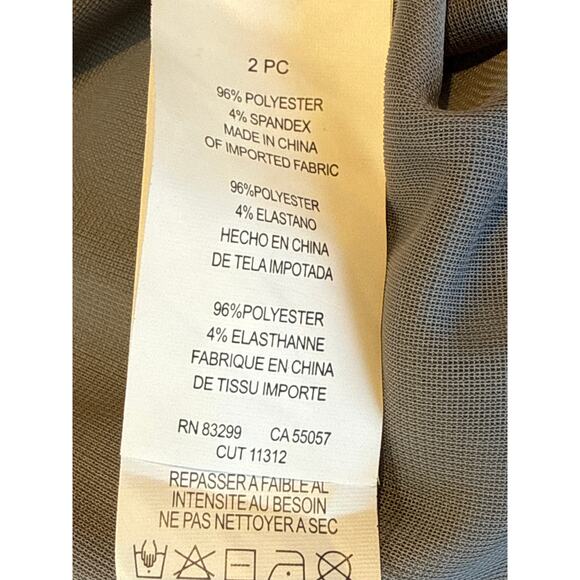 2 PC
96% POLYESTER
4% SPANDEX
MADE IN CHINA
OF IMPORTED FABRIC
96%POLYESTER
4% ELASTANO
HECHO EN CHINA
DE TELA IMPOTADA
96%POLYESTER
4% ELASTHANNE
FABRIQUE EN CHINA
DE TISSU IMPORTE
RN 83299 CA 55057
CUT 11312
REPASSER A FAIBLE AL
INTENSITE AU BESOIN
NE PAS NETTOYER A SEC